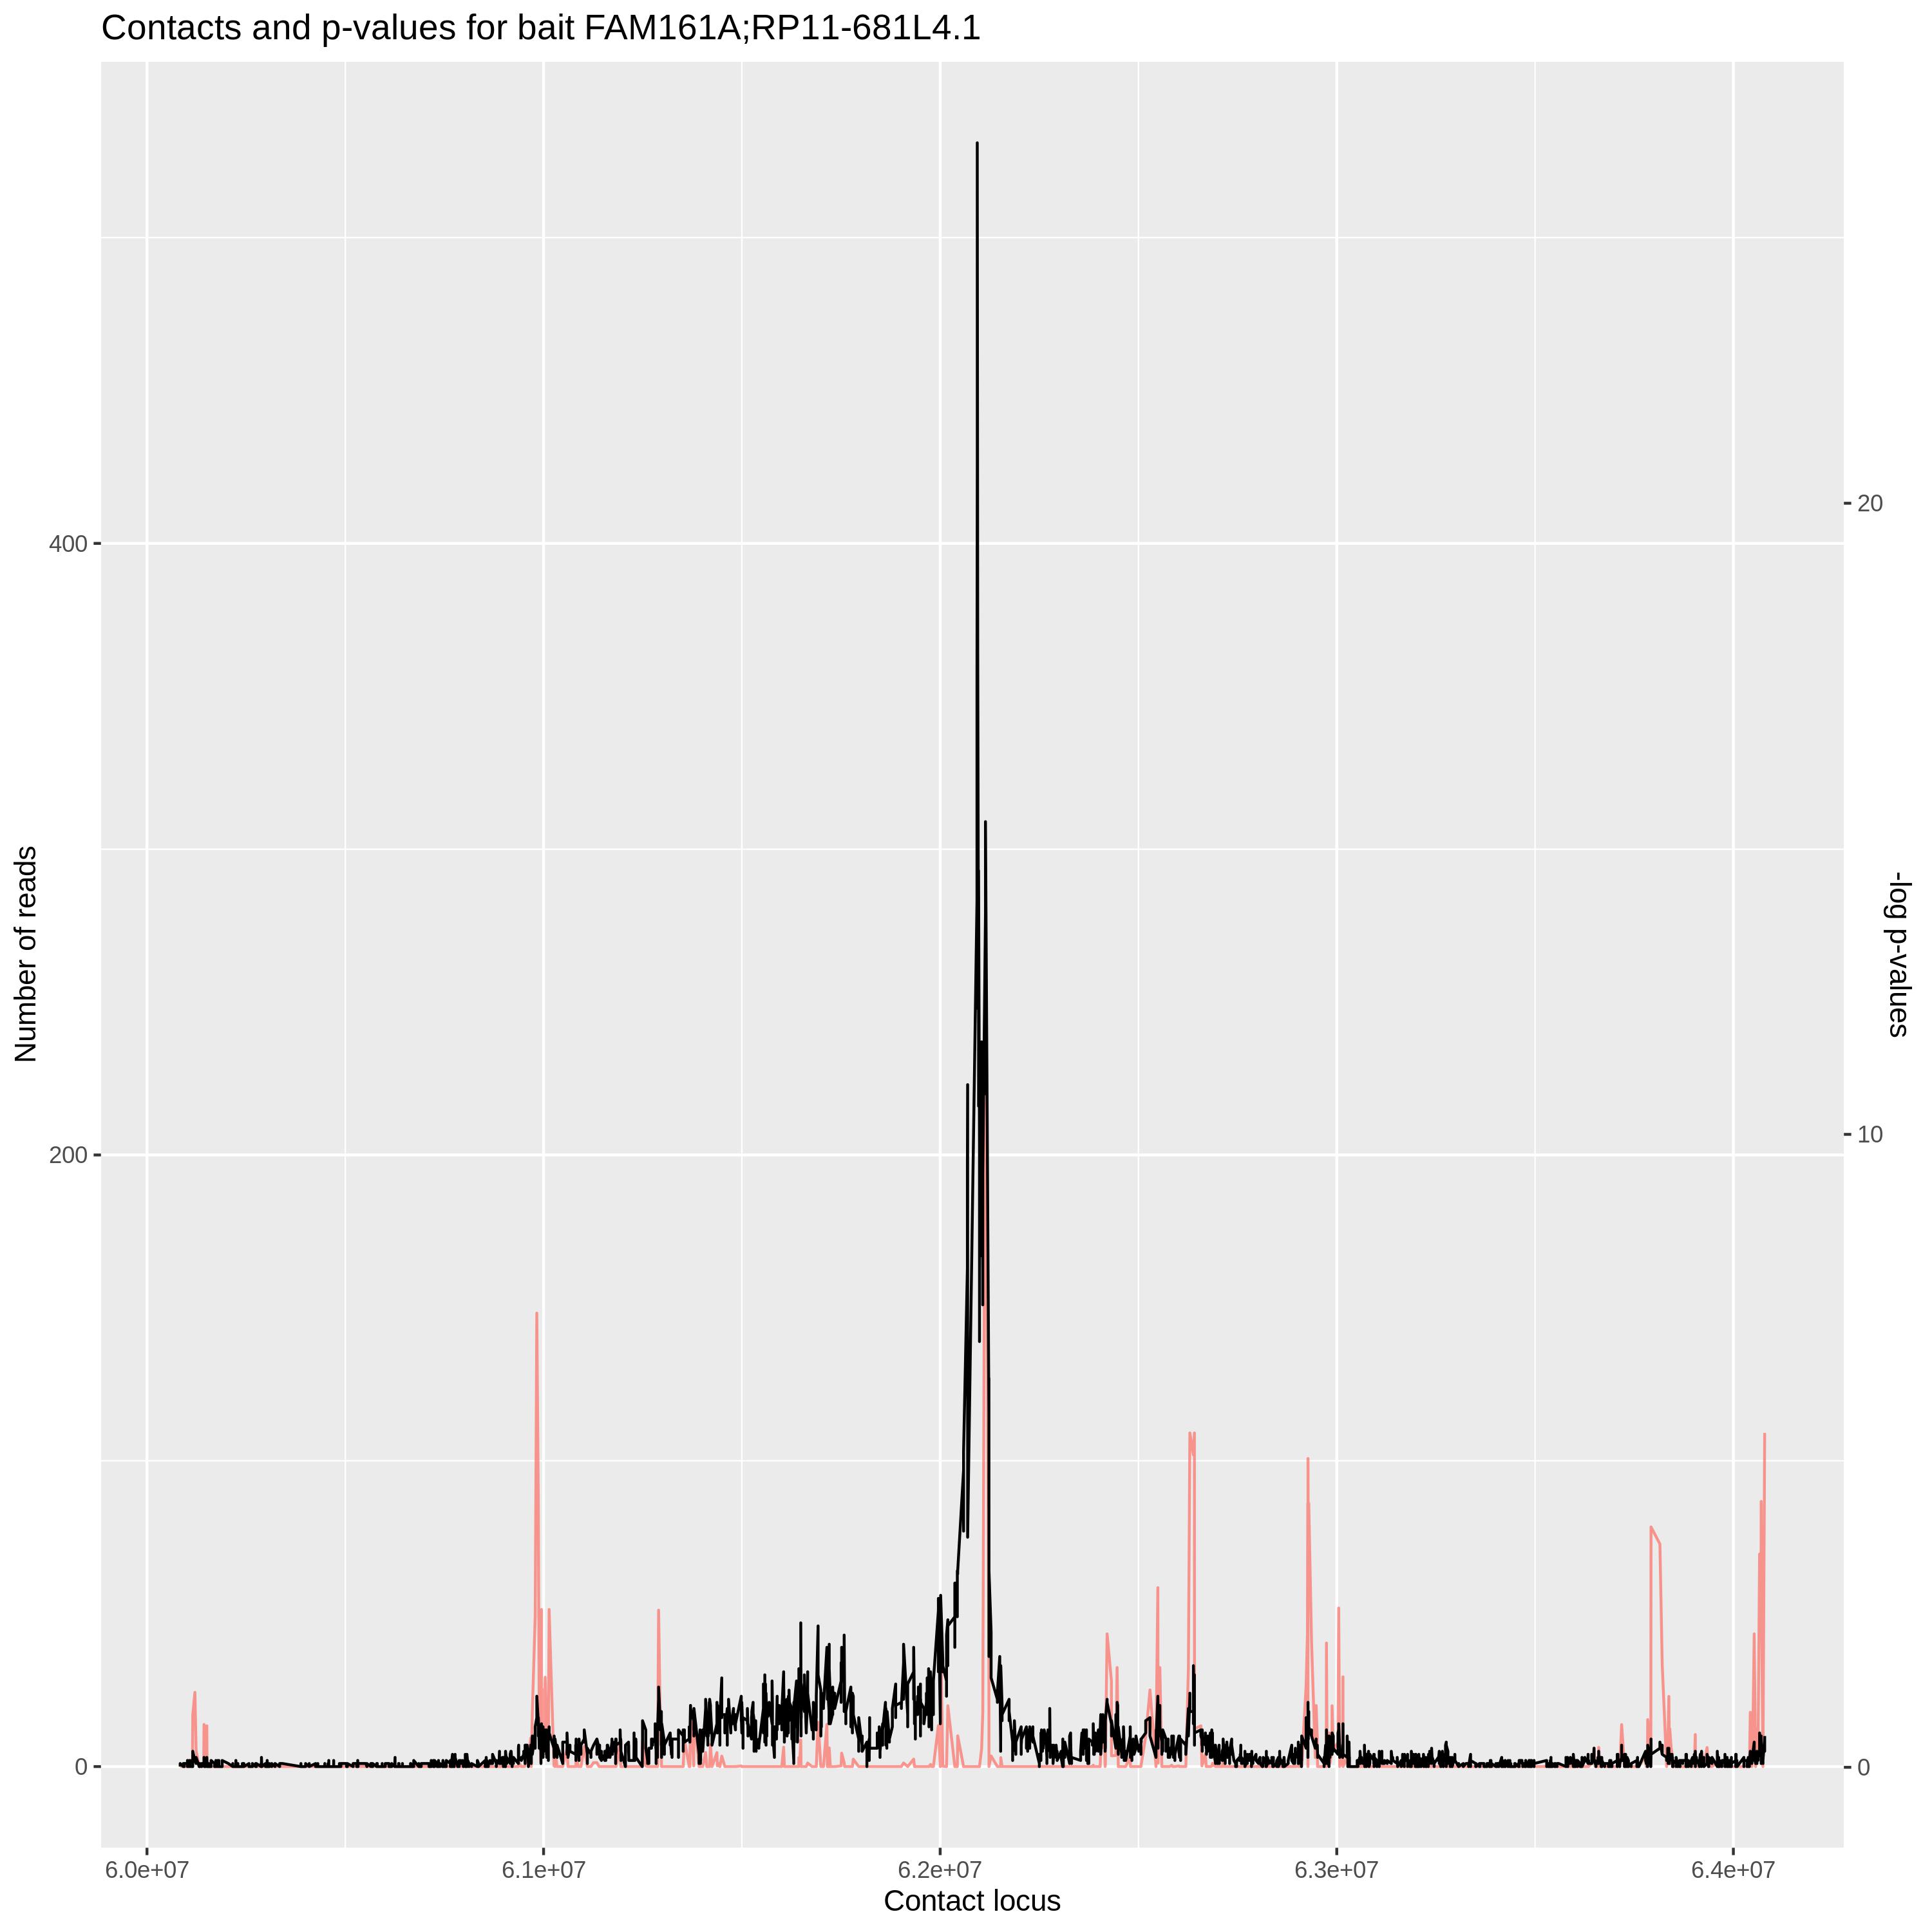 Contacts and p-values for bait FAM161A;RP11-681L4.1
Number of reads
400
200
0
20
10
0
-log p-values
6.0e+07 6.1e+07 6.2e+07 6.3e+07 6.4e+07
Contact locus